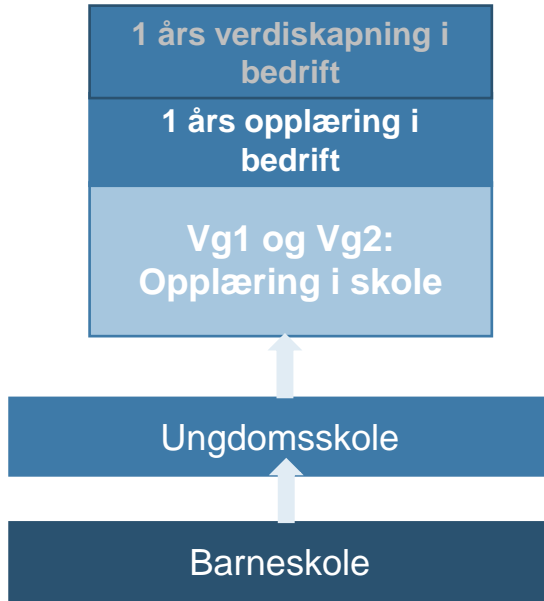 1 års verdiskapning i
bedrift
1 års opplæring i
bedrift
Vg1 og Vg2:
Opplæring i skole
Ungdomsskole
Barneskole